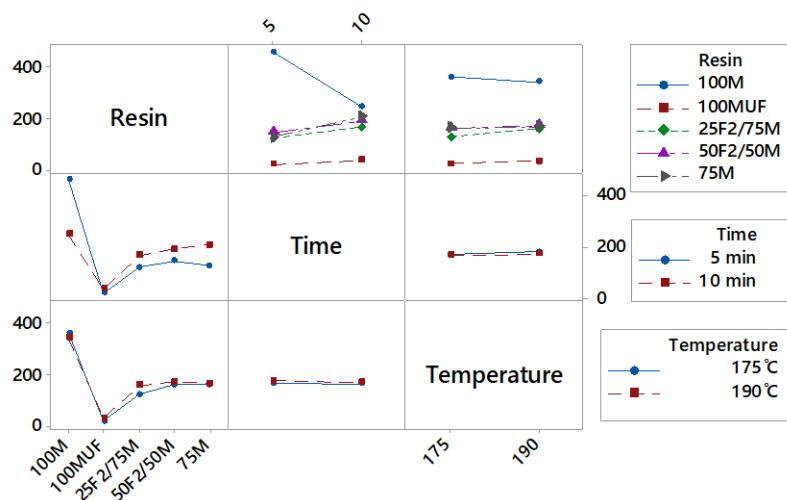 5
10
400
200
0
Resin
Resin
100M
100MUF
25F2/75M
50F2/50M
75M
Time
400
200
0
Time
5 min
10 min
400
200
0
Temperature
Temperature
175℃
190℃
100M
100MUF
25F2/75M
50F2/50M
75M
175
190